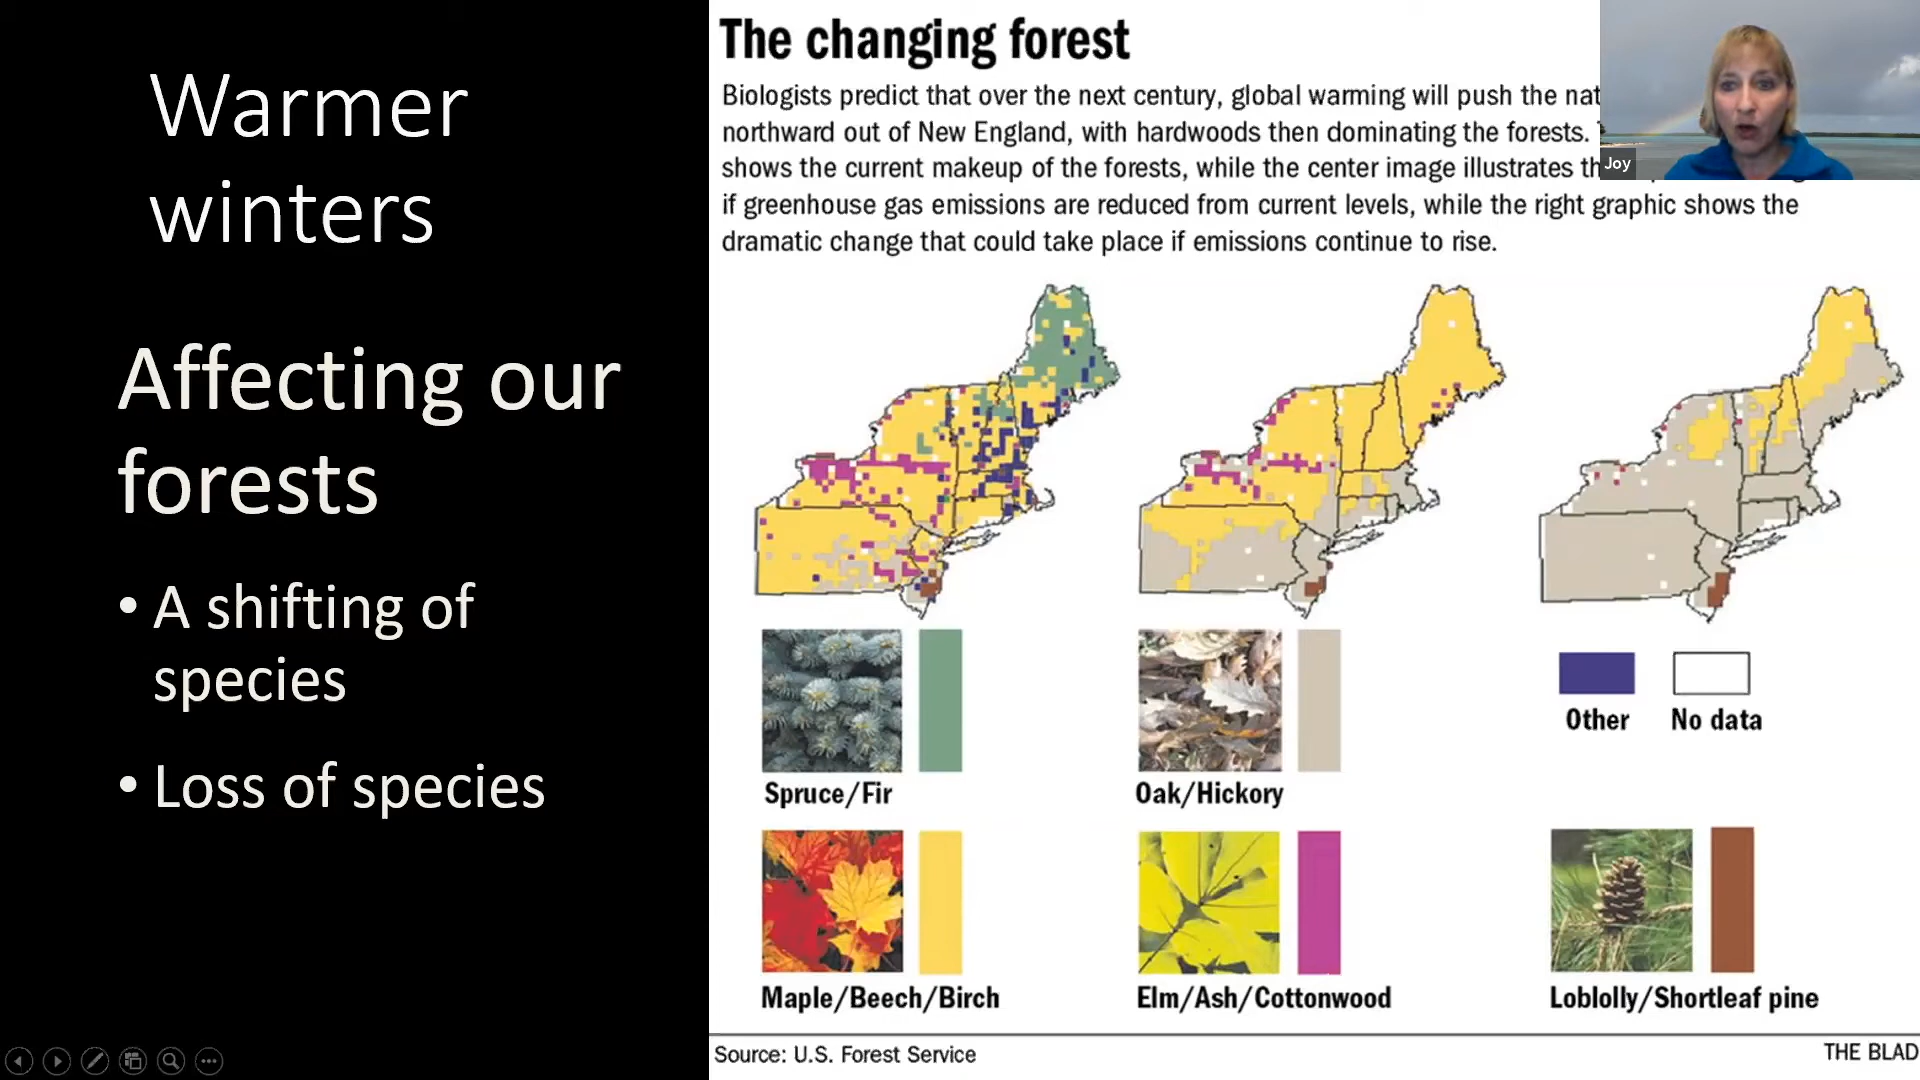 Warmer
winters
Affecting our
forests
• A shifting of
species
• Loss of species
The changing forest
Biologists predict that over the next century, global warming will push the
northward out of New England, with hardwoods then dominating the forests.
shows the current makeup of the forests, while the center image illustrates
if greenhouse gas emissions are reduced from current levels, while the right graphic shows the
dramatic change that could take place if emissions continue to rise.
Joy
Spruce/Fir
Oak/Hickory
Other
No data
Maple/Beech/Birch
Elm/Ash/Cottonwood
Loblolly/Shortleaf pine
Source: U.S. Forest Service
THE BLAD